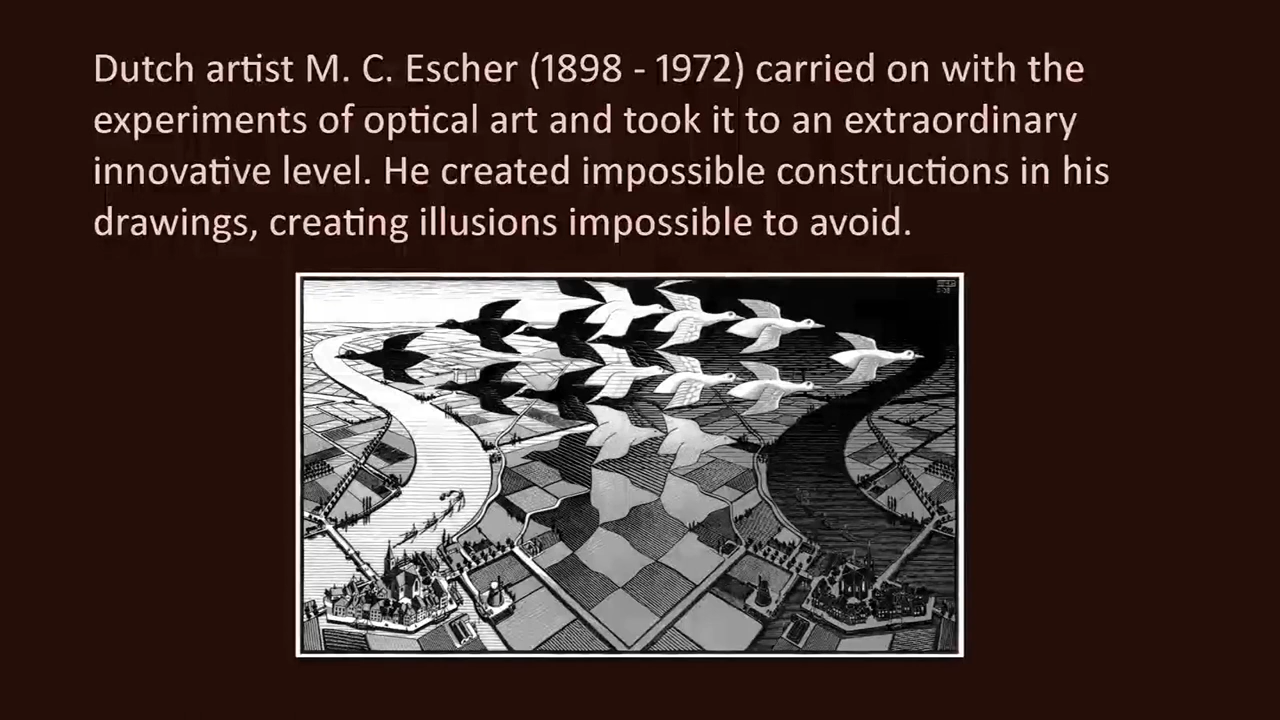 Dutch artist M. C. Escher (1898 - 1972) carried on with the
experiments of optical art and took it to an extraordinary
innovative level. He created impossible constructions in his
drawings, creating illusions impossible to avoid.